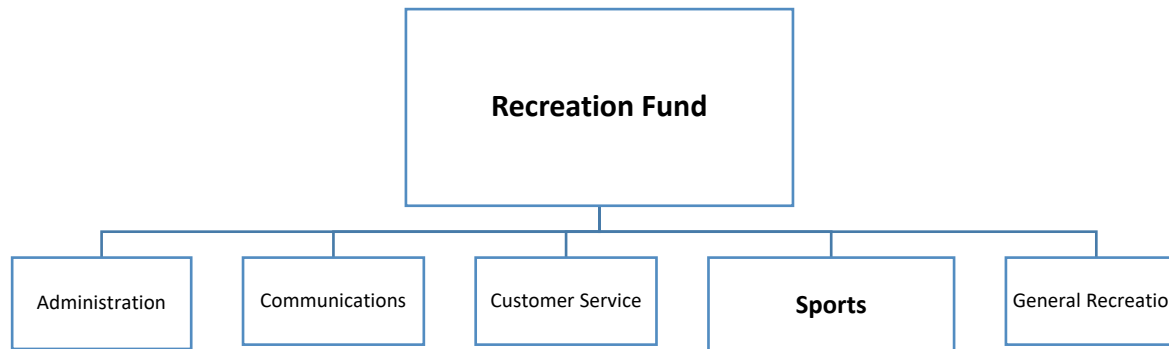 Recreation Fund
Administration
Communications
Customer Service
Sports
General Recreatio